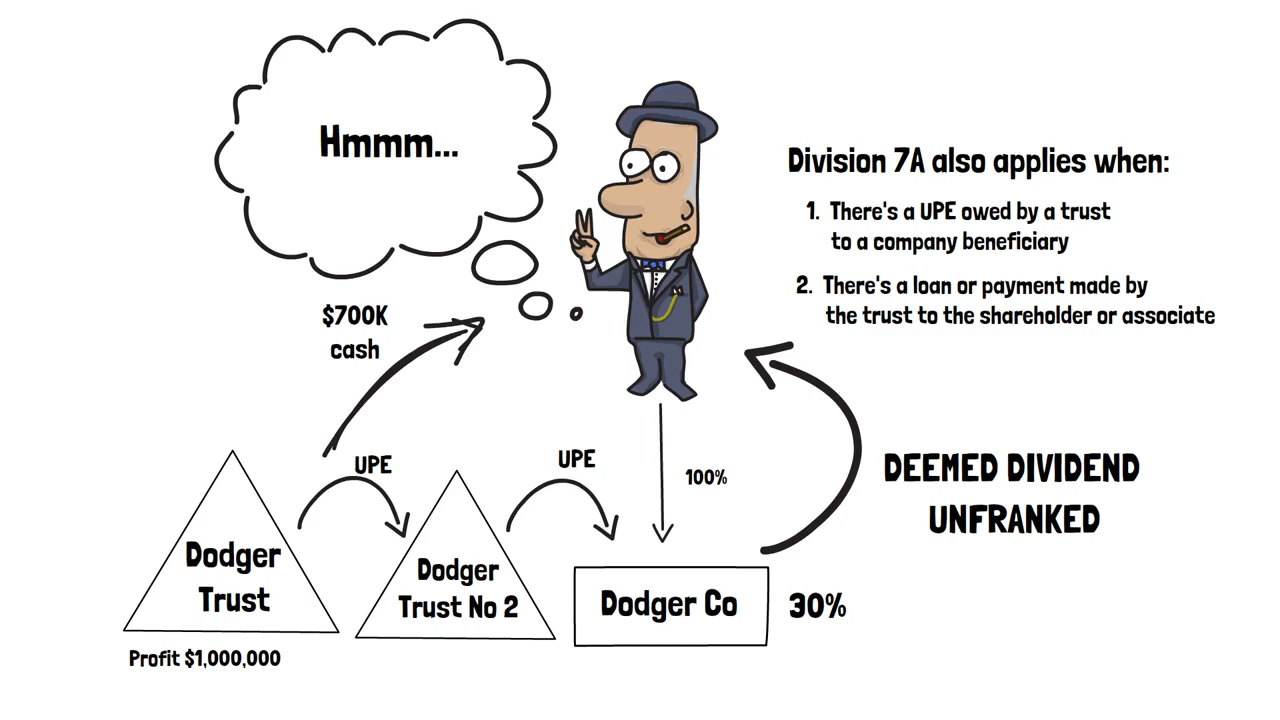 Hmmm...
Division 7A also applies when:
1. There's a UPE owed by a trust
to a company beneficiary
2. There's a loan or payment made by
the trust to the shareholder or associate
$700K
cash
UPE
UPE
100%
DEEMED DIVIDEND
UNFRANKED
Dodger
Trust
Dodger
Trust No 2
Dodger Co
30%
Profit $1,000,000